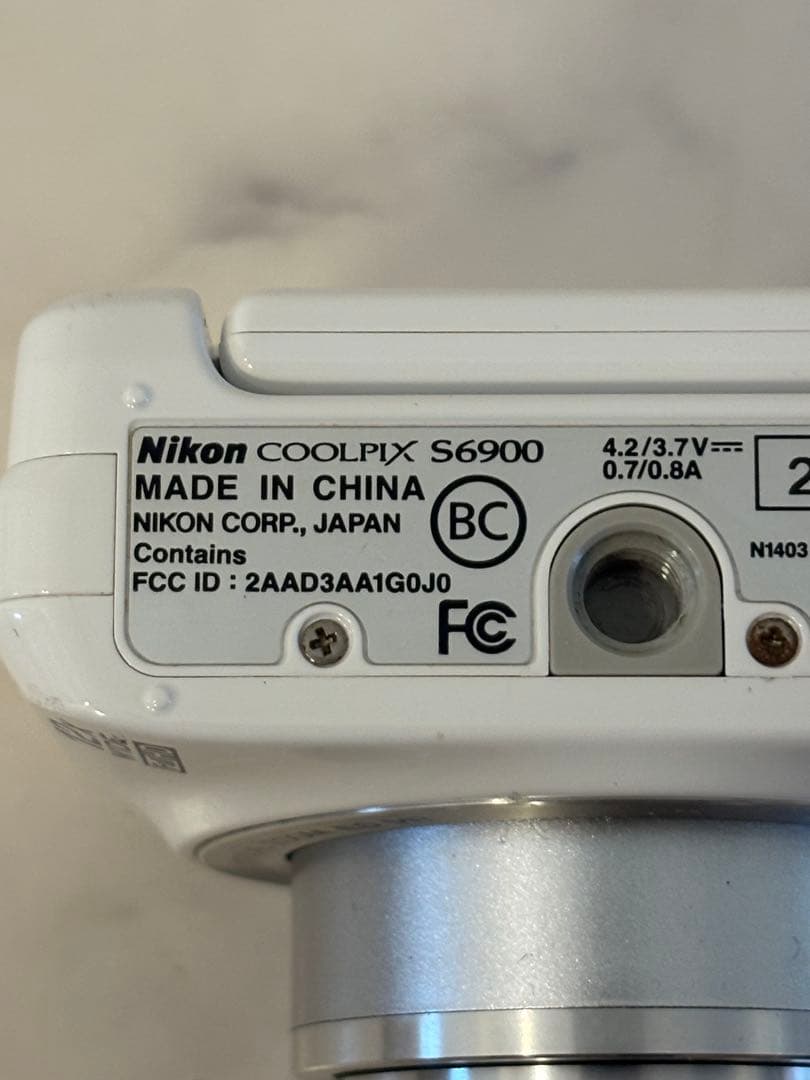 Nikon COOLPIX S6900
MADE IN CHINA
NIKON CORP., JAPAN
Contains
FCC ID : 2AAD3AA1G0J0
BC
FC
4.2/3.7V⎓
0.7/0.8A
2
N1403